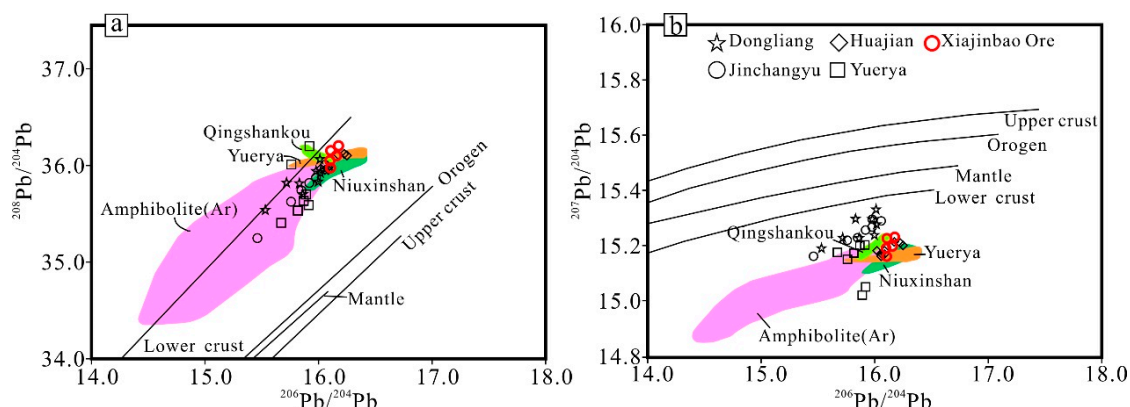 a
37.0
36.0
35.0
34.0
²⁰⁸Pb/²⁰⁴Pb
Qingshankou
Yuerya
Amphibolite(Ar)
Niuxinshan
Orogen
Upper crust
Mantle
Lower crust
14.0 15.0 16.0 17.0 18.0
²⁰⁶Pb/²⁰⁴Pb
b
16.0
15.8
15.6
15.4
15.2
15.0
14.8
²⁰⁷Pb/²⁰⁴Pb
Dongliang Huajian Xiajinbao Ore
Jinchangyu Yuerya
Upper crust
Orogen
Mantle
Lower crust
Qingshankou
Yuerya
Niuxinshan
Amphibolite(Ar)
14.0 15.0 16.0 17.0 18.0
²⁰⁶Pb/²⁰⁴Pb